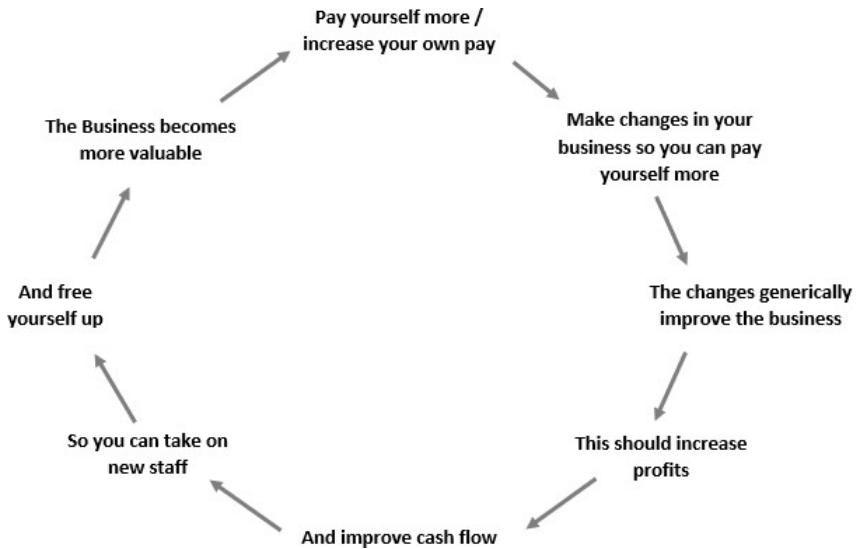 Pay yourself more /
increase your own pay
Make changes in your
business so you can pay
yourself more
The changes generically
improve the business
This should increase
profits
And improve cash flow
So you can take on
new staff
And free
yourself up
The Business becomes
more valuable